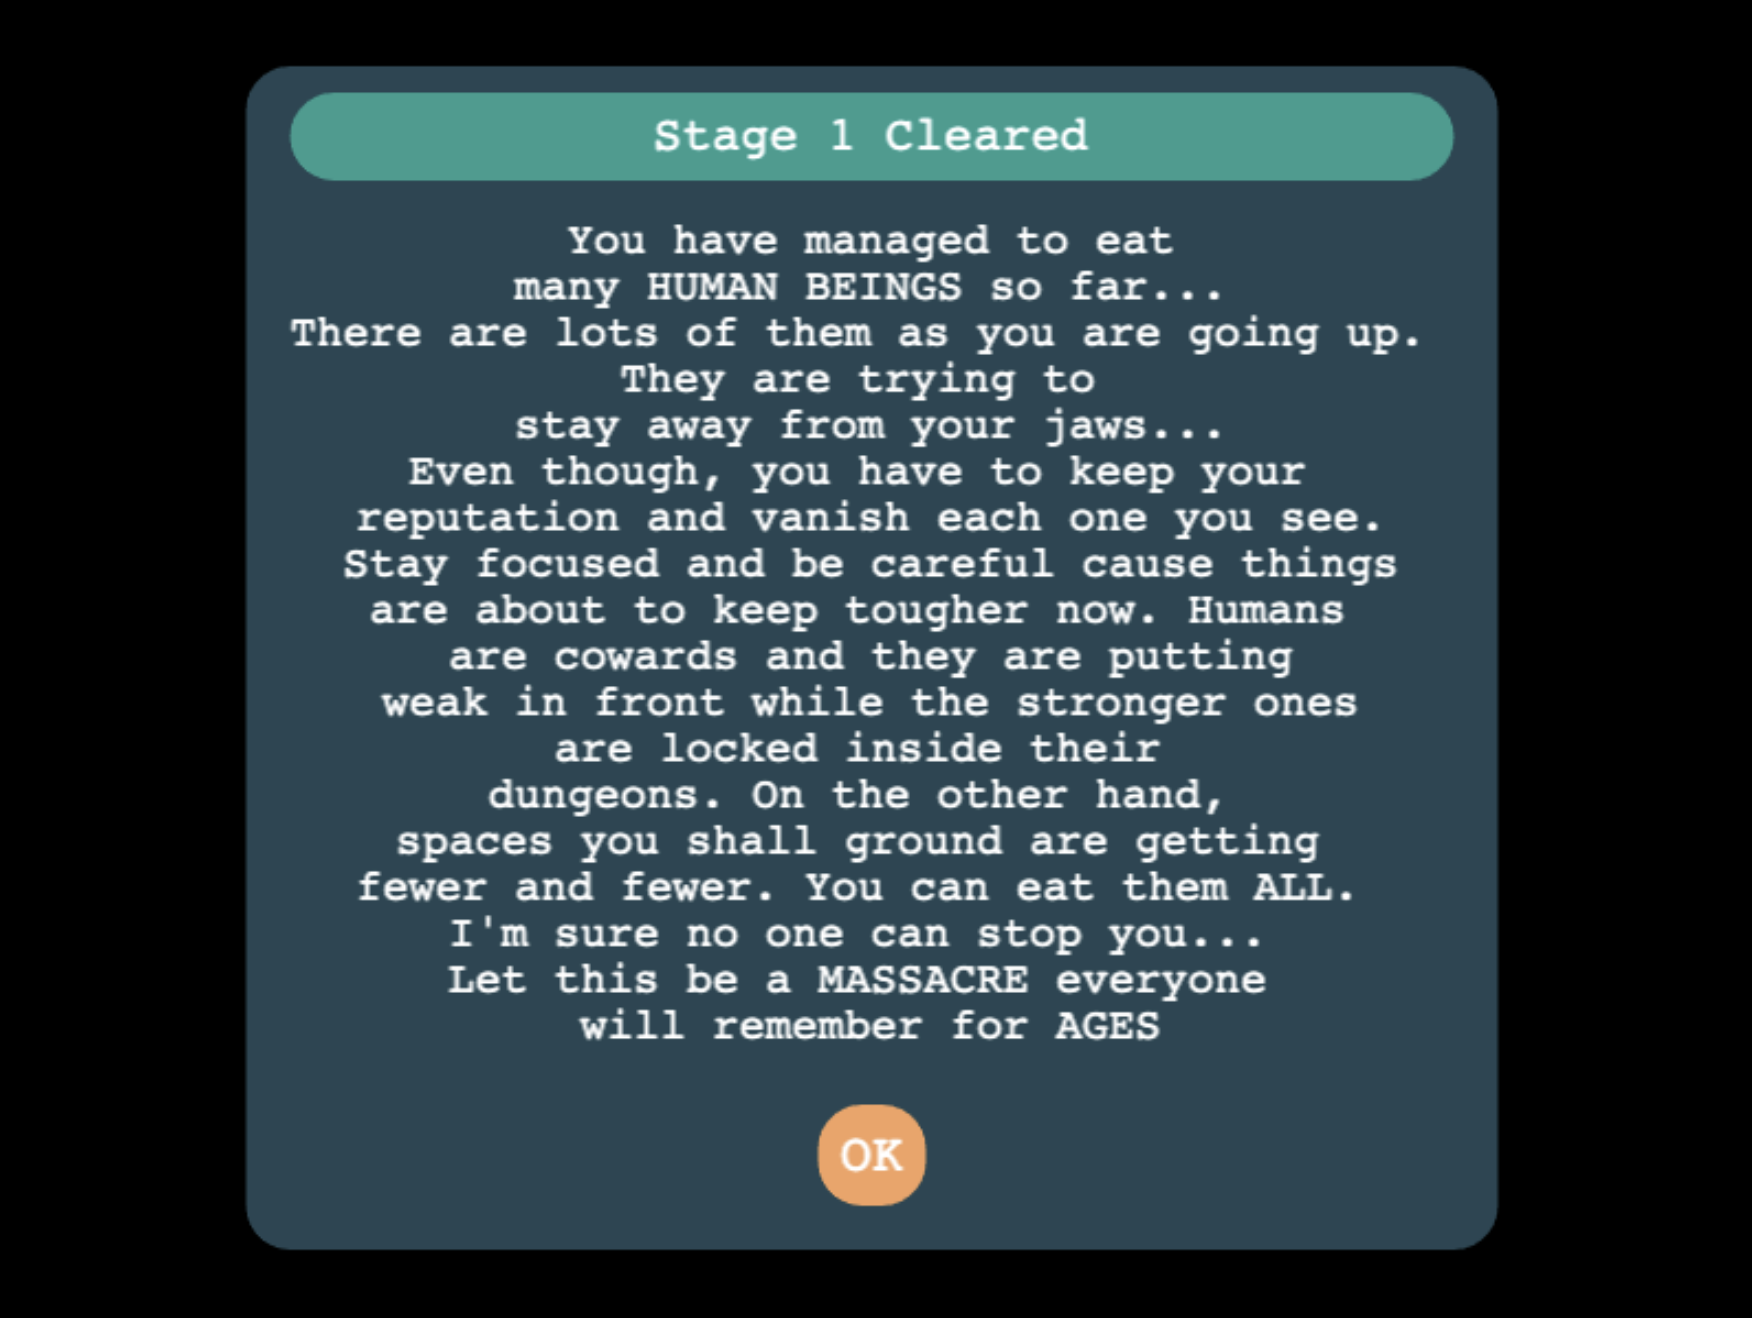 Stage 1 Cleared
You have managed to eat
many HUMAN BEINGS so far...
There are lots of them as you are going up.
They are trying to
stay away from your jaws...
Even though, you have to keep your
reputation and vanish each one you see.
Stay focused and be careful cause things
are about to keep tougher now. Humans
are cowards and they are putting
weak in front while the stronger ones
are locked inside their
dungeons. On the other hand,
spaces you shall ground are getting
fewer and fewer. You can eat them ALL.
I'm sure no one can stop you...
Let this be a MASSACRE everyone
will remember for AGES
OK